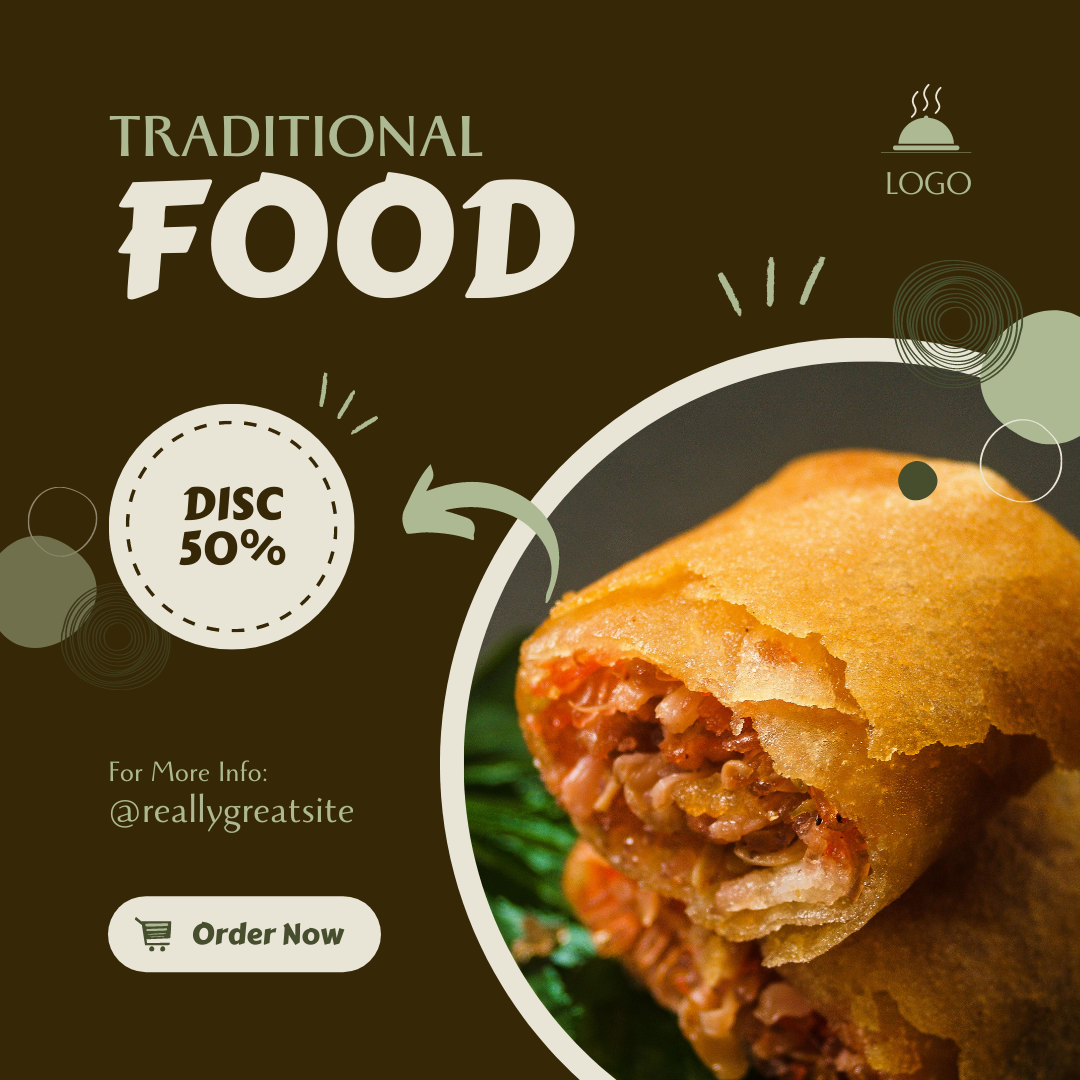 TRADITIONAL
FOOD
LOGO
DISC
50%
For More Info:
@reallygreatsite
Order Now